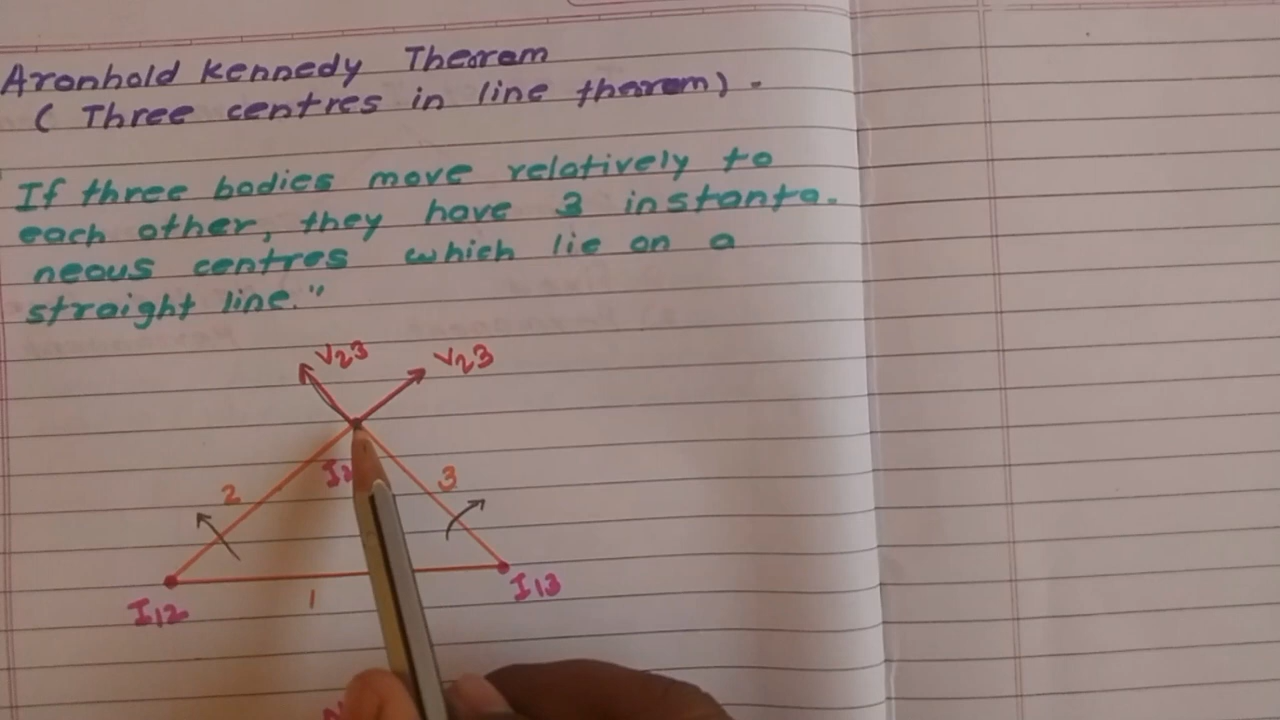 Aronhold Kennedy Theorem
( Three centres in line thorem) .
If three bodies move relatively to
each other, they have 3 instanta.
neous centres which lie on a
straight line."
V23 V23
2 3
I12 1 I13